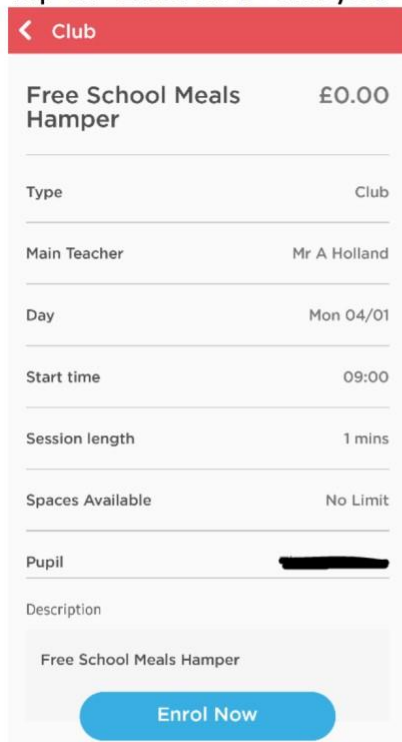 Club
Free School Meals £0.00
Hamper
Type Club
Main Teacher Mr A Holland
Day Mon 04/01
Start time 09:00
Session length 1 mins
Spaces Available No Limit
Pupil
Description
Free School Meals Hamper
Enrol Now